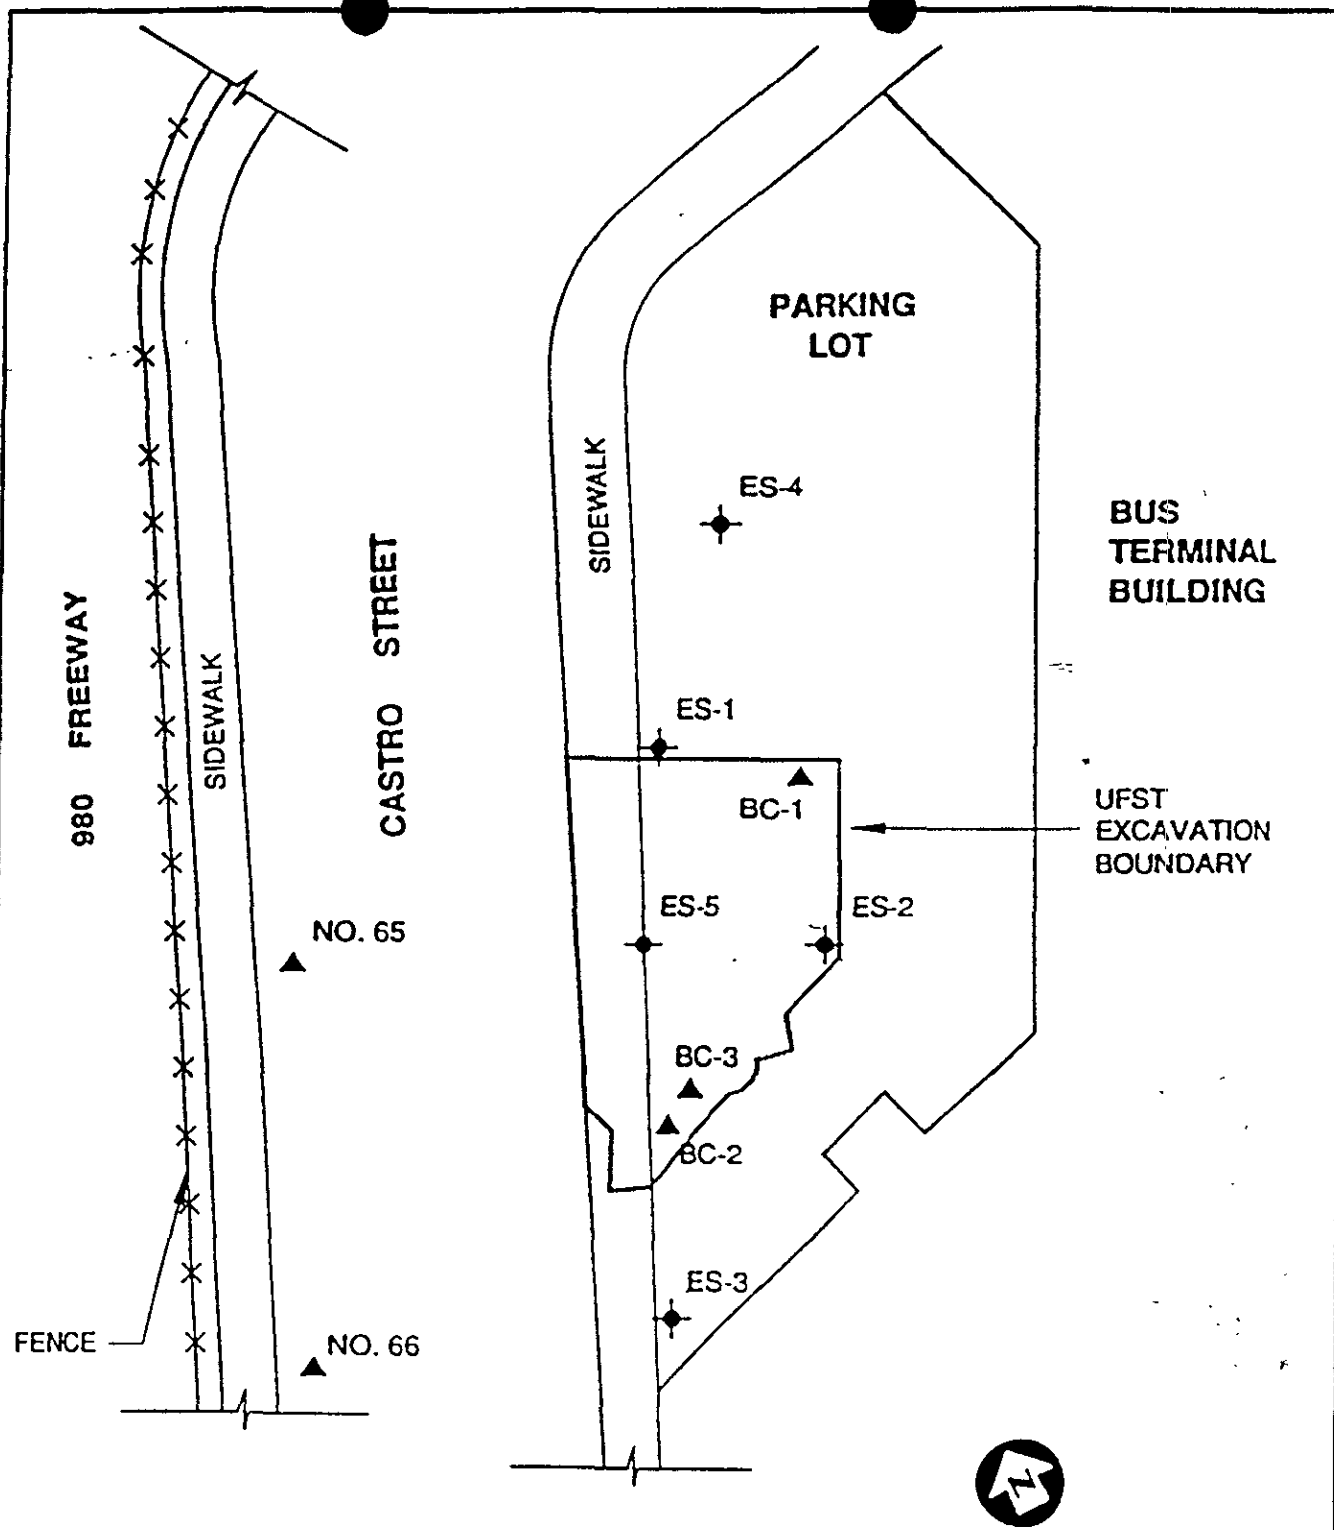 PARKING
LOT
SIDEWALK
ES-4
BUS
TERMINAL
BUILDING
980 FREEWAY
SIDEWALK
CASTRO STREET
ES-1
BC-1
UFST
EXCAVATION
BOUNDARY
ES-5
ES-2
NO. 65
BC-3
BC-2
ES-3
FENCE
NO. 66
N